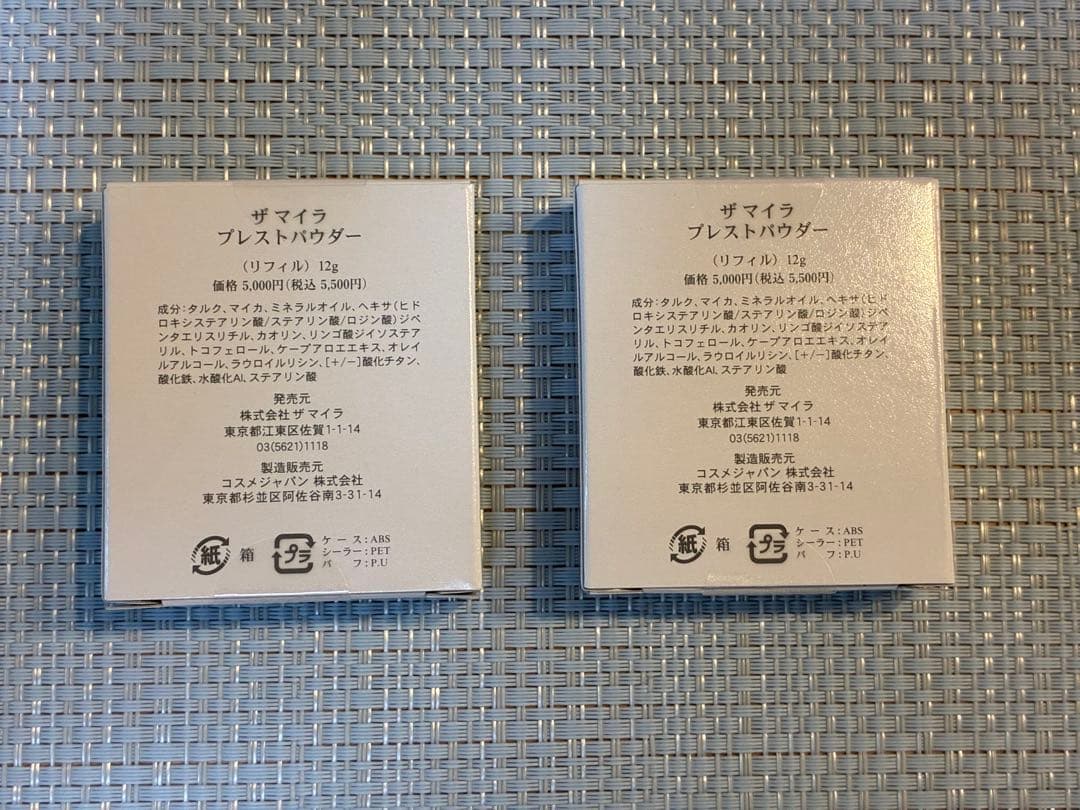 ザ マイラ
プレストパウダー
（リフィル）12g
価格 5,000円（税込 5,500円）
成分：タルク、マイカ、ミネラルオイル、ヘキサ（ヒド
ロキシステアリン酸/ステアリン酸/ロジン酸）ジペ
ンタエリスリチル、カオリン、リンゴ酸ジイソステア
リル、トコフェロール、ケープアロエエキス、オレイ
ルアルコール、ラウロイルリシン、［+/−］酸化チタン、
酸化鉄、水酸化Al、ステアリン酸
発売元
株式会社 ザ マイラ
東京都江東区佐賀1-1-14
03(5621)1118
製造販売元
コスメジャパン 株式会社
東京都杉並区阿佐谷南3-31-14
紙 箱 プラ
ケース：ABS
シーラー：PET
パフ：P.U
ザ マイラ
プレストパウダー
（リフィル）12g
価格 5,000円（税込 5,500円）
成分：タルク、マイカ、ミネラルオイル、ヘキサ（ヒド
ロキシステアリン酸/ステアリン酸/ロジン酸）ジペ
ンタエリスリチル、カオリン、リンゴ酸ジイソステア
リル、トコフェロール、ケープアロエエキス、オレイ
ルアルコール、ラウロイルリシン、［+/−］酸化チタン、
酸化鉄、水酸化Al、ステアリン酸
発売元
株式会社 ザ マイラ
東京都江東区佐賀1-1-14
03(5621)1118
製造販売元
コスメジャパン 株式会社
東京都杉並区阿佐谷南3-31-14
紙 箱 プラ
ケース：ABS
シーラー：PET
パフ：P.U